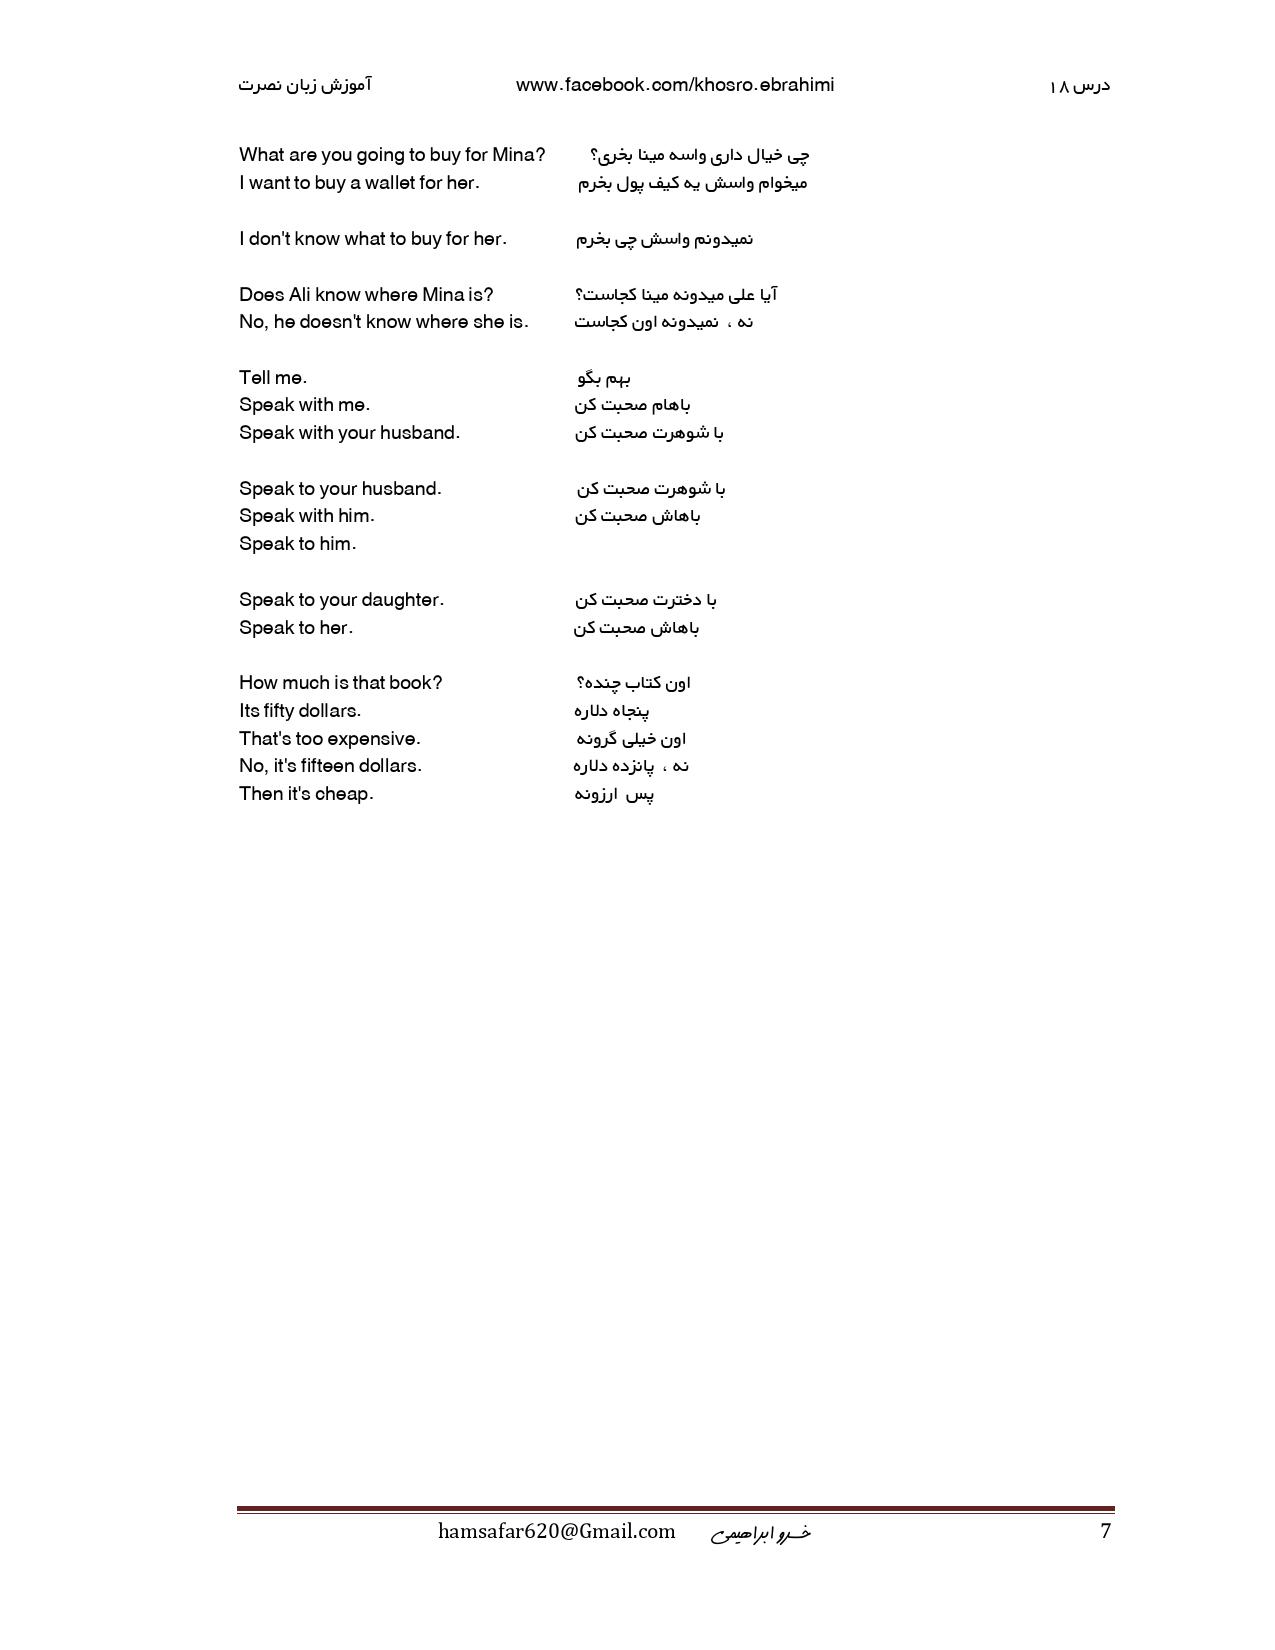 آموزش زبان نصرت www.facebook.com/khosro.ebrahimi درس ۱۸
What are you going to buy for Mina? چی خیال داری واسه مینا بخری؟
I want to buy a wallet for her. میخوام واسش یه کیف پول بخرم
I don't know what to buy for her. نمیدونم واسش چی بخرم
Does Ali know where Mina is? آیا علی میدونه مینا کجاست؟
No, he doesn't know where she is. نه ، نمیدونه اون کجاست
Tell me. بهم بگو
Speak with me. باهام صحبت کن
Speak with your husband. با شوهرت صحبت کن
Speak to your husband. با شوهرت صحبت کن
Speak with him. باهاش صحبت کن
Speak to him.
Speak to your daughter. با دخترت صحبت کن
Speak to her. باهاش صحبت کن
How much is that book? اون کتاب چنده؟
Its fifty dollars. پنجاه دلاره
That's too expensive. اون خیلی گرونه
No, it's fifteen dollars. نه ، پانزده دلاره
Then it's cheap. پس ارزونه
hamsafar620@Gmail.com خسرو ابراهیمی 7